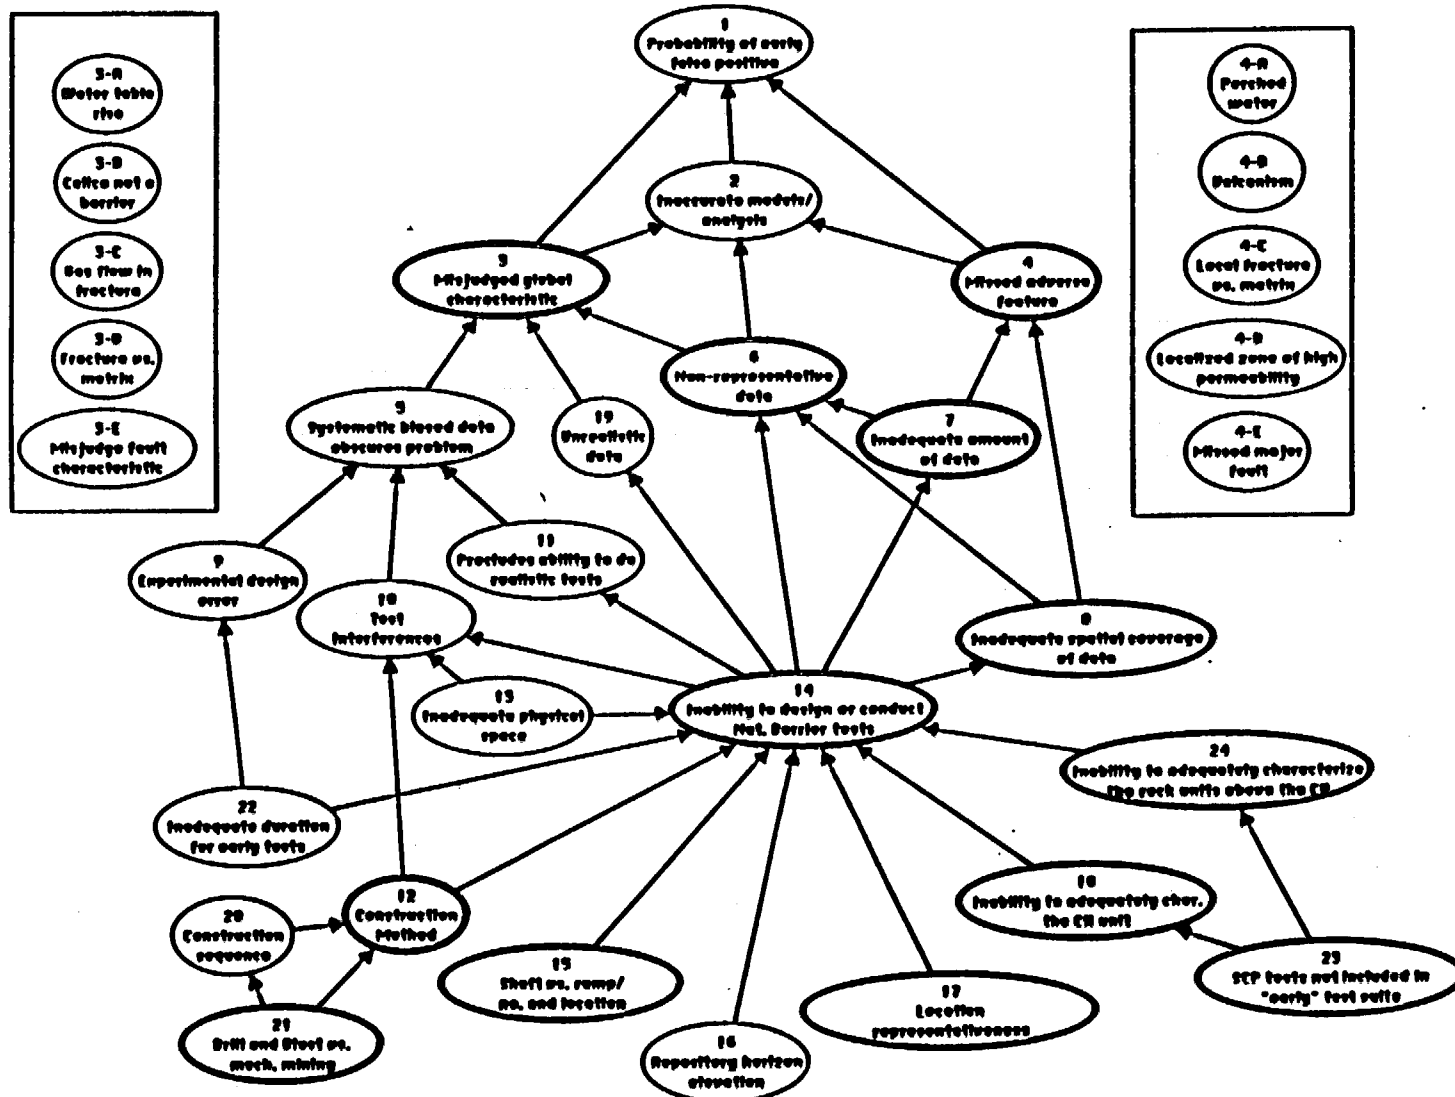 1
Probability of early
false positive
3-A
Water table
rise
3-B
Calico not a
barrier
3-C
Gas flow in
fracture
3-D
Fracture vs.
matrix
3-E
Misjudge fault
characteristic
4-A
Perched
water
4-B
Volcanism
4-C
Local fracture
vs. matrix
4-D
Localized zone of high
permeability
4-E
Missed major
fault
2
Inaccurate models/
analysis
3
Misjudged global
characteristic
4
Missed adverse
feature
6
Non-representative
data
5
Systematic biased data
obscures problem
19
Unrealistic
data
7
Inadequate amount
of data
9
Experimental design
error
11
Precludes ability to do
realistic tests
10
Test
Interferences
8
Inadequate spatial coverage
of data
13
Inadequate physical
space
14
Inability to design or conduct
Nat. Barrier tests
24
Inability to adequately characterize
the rock units above the CH
22
Inadequate duration
for early tests
12
Construction
Method
18
Inability to adequately char.
the CH unit
20
Construction
sequence
15
Shaft vs. ramp/
no. and location
17
Location
representativeness
23
SCP tests not included in
"early" test suite
21
Drill and Blast vs.
mech. mining
16
Repository horizon
elevation